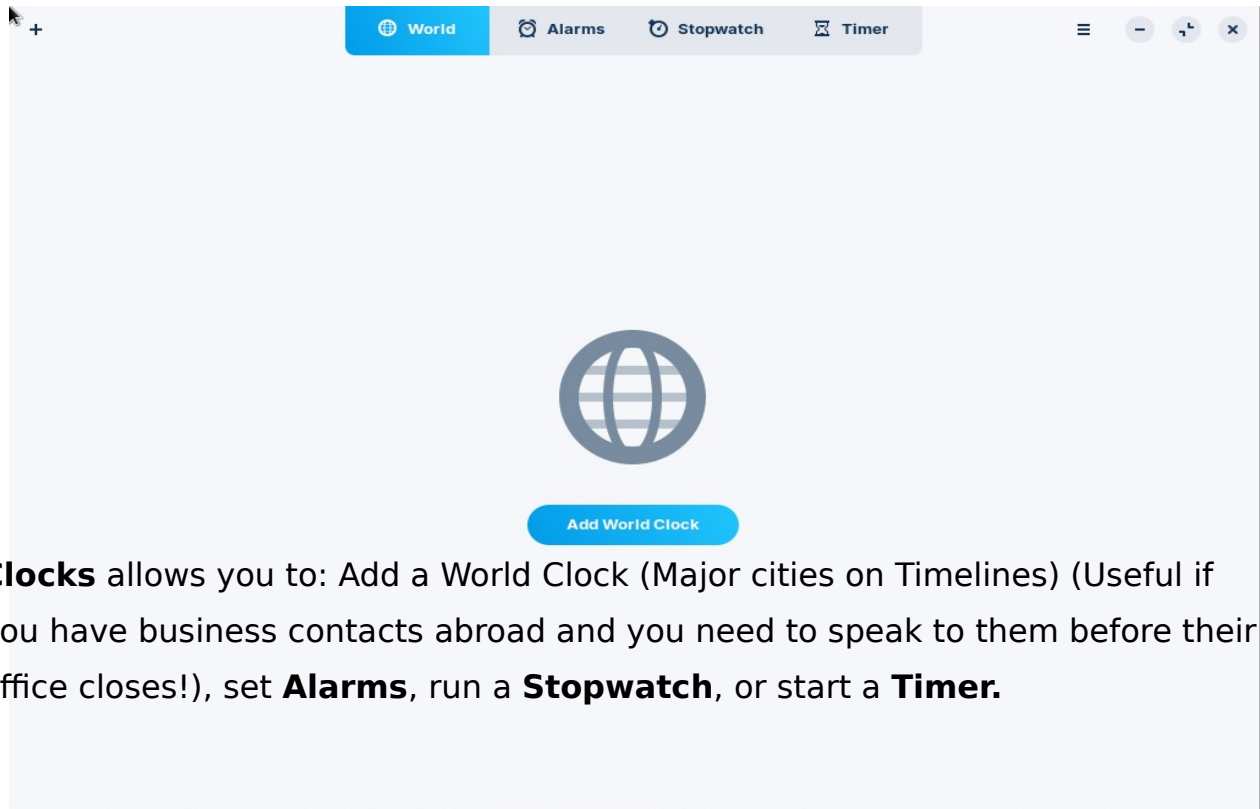 + World Alarms Stopwatch Timer
Add World Clock
Clocks allows you to: Add a World Clock (Major cities on Timelines) (Useful if
ou have business contacts abroad and you need to speak to them before their
ffice closes!), set Alarms, run a Stopwatch, or start a Timer.